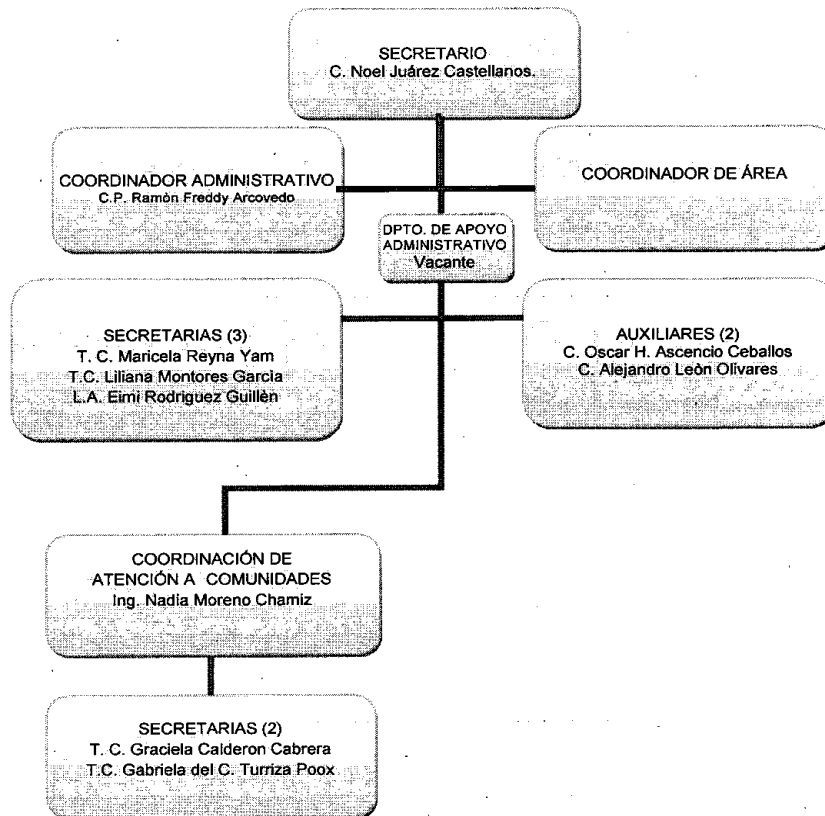 SECRETARIO
C. Noel Juárez Castellanos.
COORDINADOR ADMINISTRATIVO
C.P. Ramòn Freddy Arcovedo
COORDINADOR DE ÁREA
DPTO. DE APOYO
ADMINISTRATIVO
Vacante
SECRETARIAS (3)
T. C. Maricela Reyna Yam
T.C. Liliana Montores Garcia
L.A. Eimi Rodriguez Guillèn
AUXILIARES (2)
C. Oscar H. Ascencio Ceballos
C. Alejandro Leòn Olivares
COORDINACIÓN DE
ATENCIÓN A COMUNIDADES
Ing. Nadia Moreno Chamiz
SECRETARIAS (2)
T. C. Graciela Calderon Cabrera
T.C. Gabriela del C. Turriza Poox